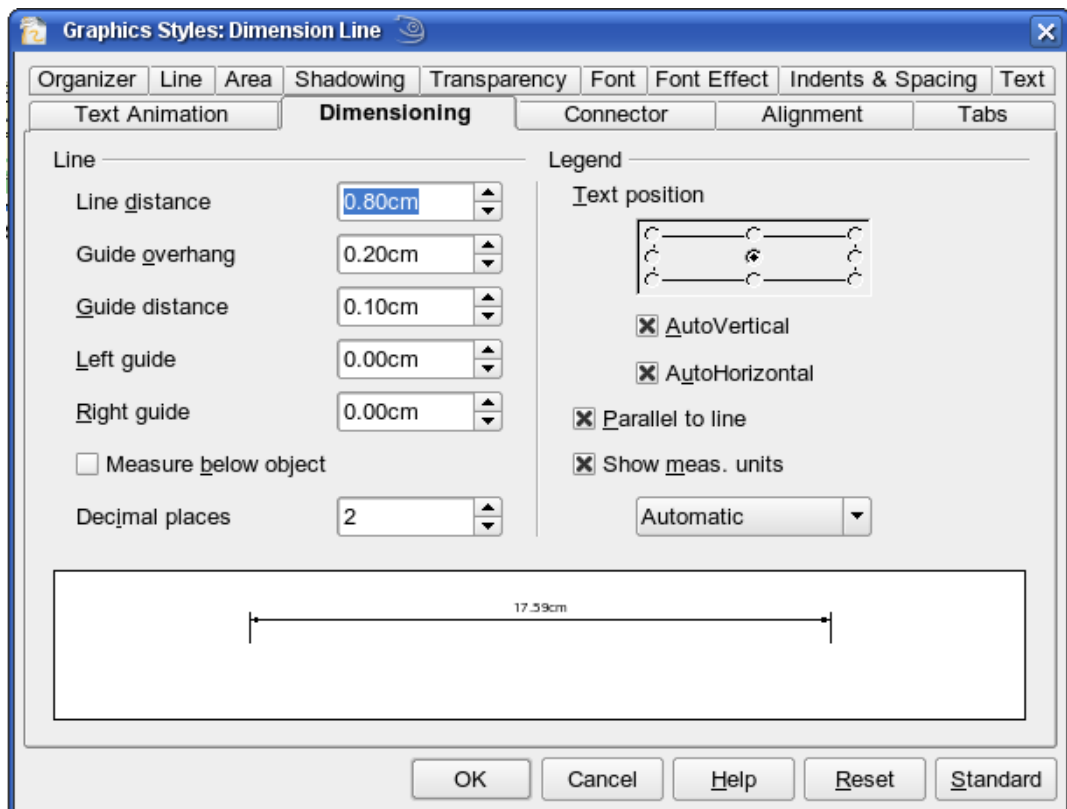 Graphics Styles: Dimension Line
Organizer Line Area Shadowing Transparency Font Font Effect Indents & Spacing Text
Text Animation Dimensioning Connector Alignment Tabs
Line
Line distance 0.80cm
Guide overhang 0.20cm
Guide distance 0.10cm
Left guide 0.00cm
Right guide 0.00cm
Measure below object
Decimal places 2
Legend
Text position
AutoVertical
AutoHorizontal
Parallel to line
Show meas. units
Automatic
17.59cm
OK Cancel Help Reset Standard